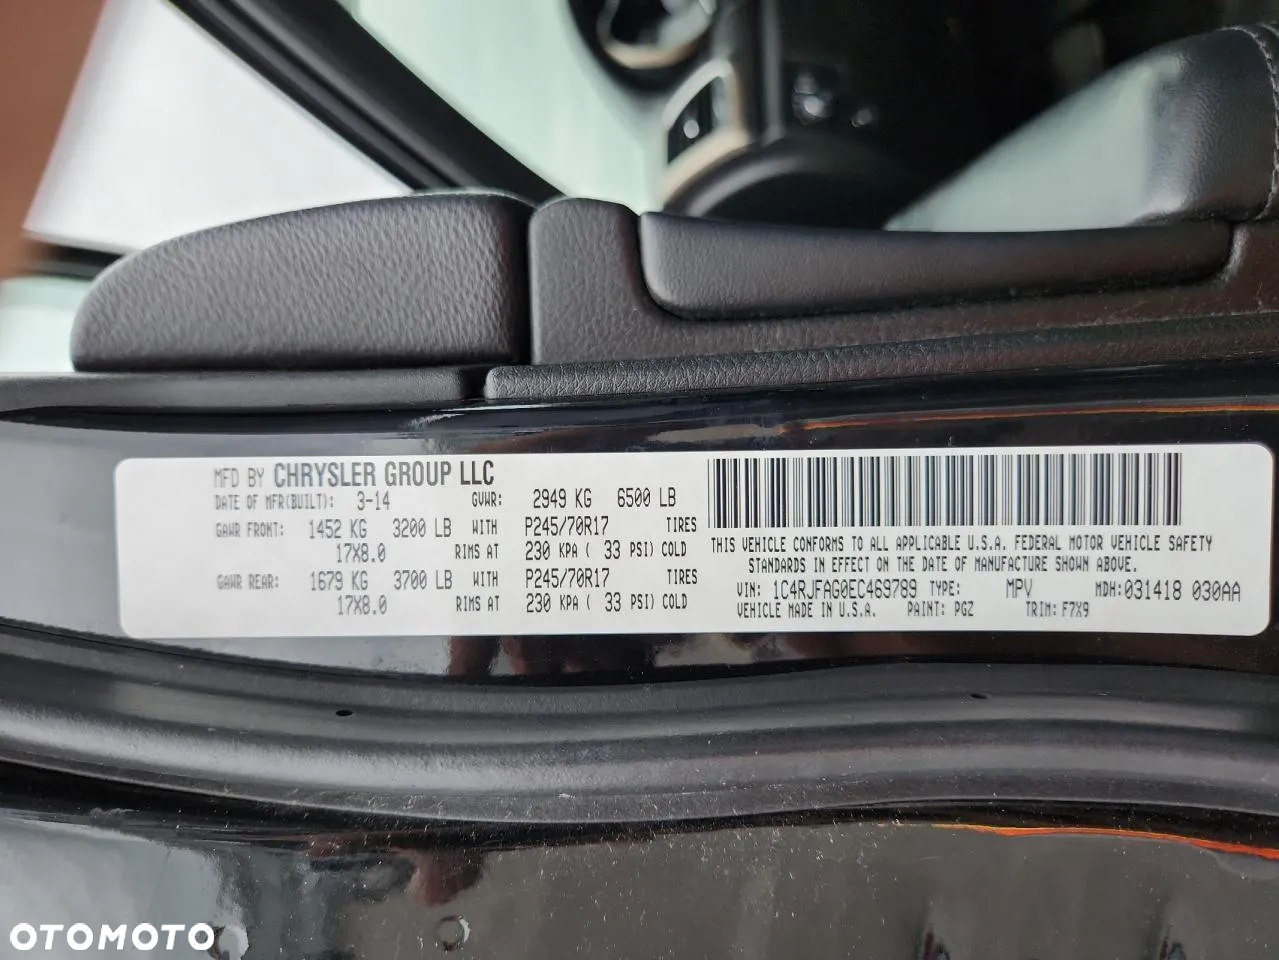 MFD BY CHRYSLER GROUP LLC
DATE OF MFR(BUILT): 3-14 GVWR: 2949 KG 6500 LB
GAWR FRONT: 1452 KG 3200 LB WITH P245/70R17 TIRES
17X8.0 RIMS AT 230 KPA ( 33 PSI) COLD
GAWR REAR: 1679 KG 3700 LB WITH P245/70R17 TIRES
17X8.0 RIMS AT 230 KPA ( 33 PSI) COLD
THIS VEHICLE CONFORMS TO ALL APPLICABLE U.S.A. FEDERAL MOTOR VEHICLE SAFETY
STANDARDS IN EFFECT ON THE DATE OF MANUFACTURE SHOWN ABOVE.
VIN: 1C4RJFAG0EC469789 TYPE: MPV MDH: 031418 030AA
VEHICLE MADE IN U.S.A. PAINT: PGZ TRIM: F7X9
OTOMOTO